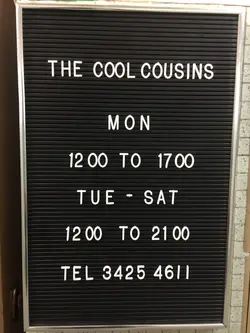 THE COOL COUSINS
MON
1200 TO 1700
TUE - SAT
1200 TO 2100
TEL 3425 4611